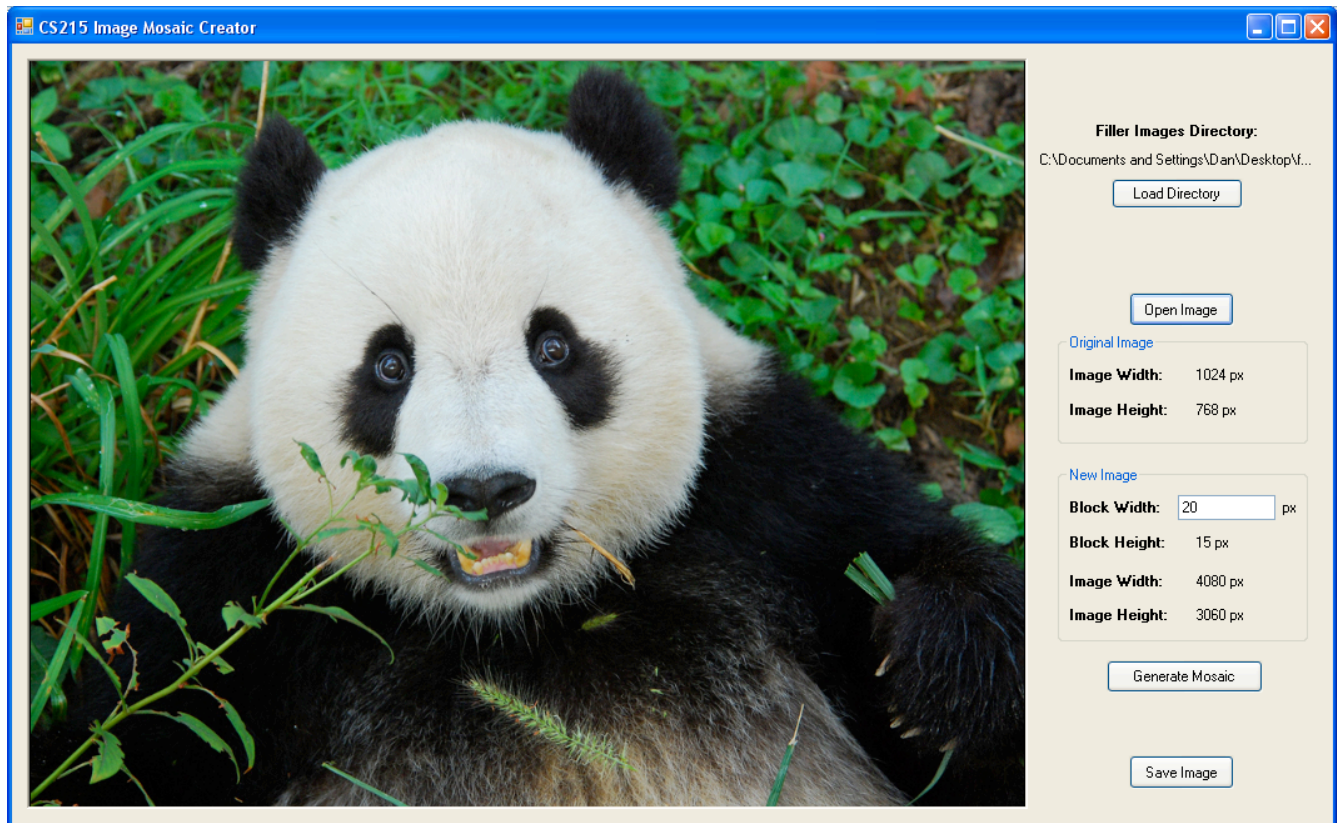 CS215 Image Mosaic Creator
Filler Images Directory:
C:\Documents and Settings\Dan\Desktop\f...
Load Directory
Open Image
Original Image
Image Width: 1024 px
Image Height: 768 px
New Image
Block Width: 20 px
Block Height: 15 px
Image Width: 4080 px
Image Height: 3060 px
Generate Mosaic
Save Image